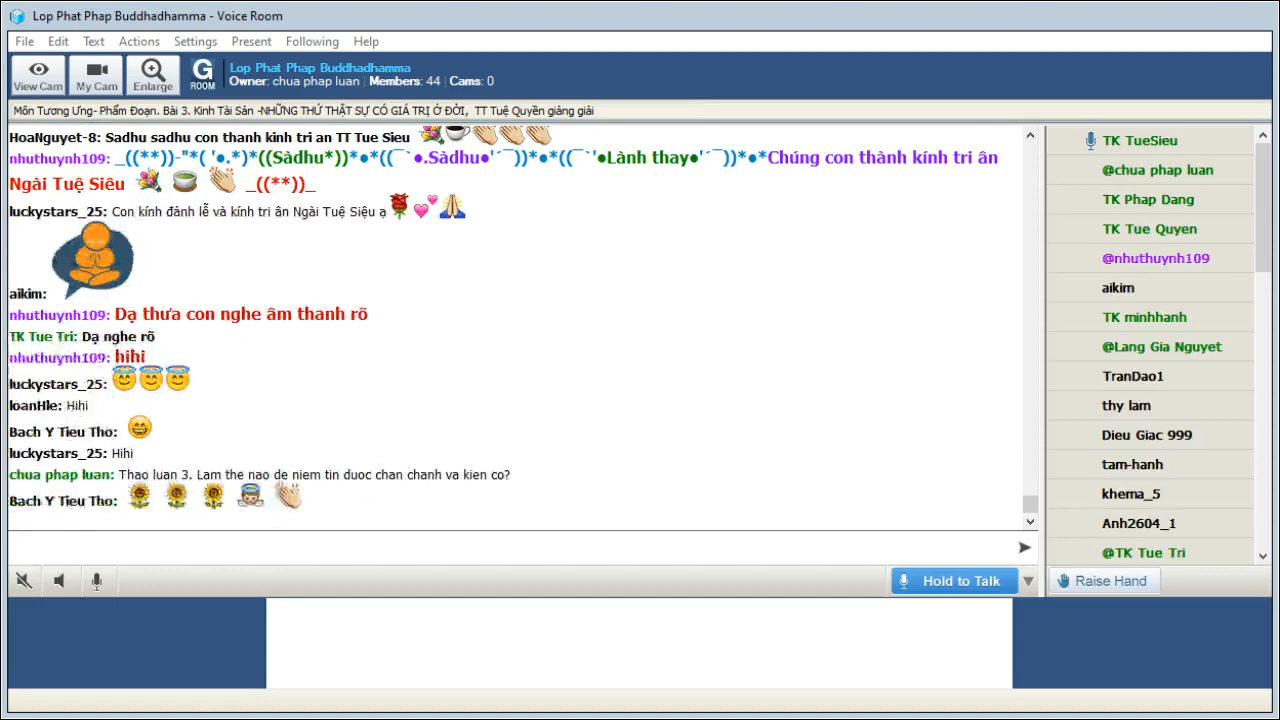 Lop Phat Phap Buddhadhamma - Voice Room
File Edit Text Actions Settings Present Following Help
View Cam My Cam Enlarge G ROOM
Lop Phat Phap Buddhadhamma
Owner: chua phap luan Members: 44 Cams: 0
Môn Tương Ưng- Phẩm Đoạn. Bài 3. Kinh Tài Sản -NHỮNG THỨ THẬT SỰ CÓ GIÁ TRỊ Ở ĐỜI, TT Tuệ Quyền giảng giải
HoaNguyet-8: Sadhu sadhu con thanh kinh tri an TT Tue Sieu
nhuthuynh109: _((**))-"*( '●.*)*((Sàdhu*))*●*((¯`●.Sàdhu●'´¯))*●*●*((¯`'●Lành thay●'´¯))*●*●*Chúng con thành kính tri ân
Ngài Tuệ Siêu _((**))_
luckystars_25: Con kính đảnh lễ và kính tri ân Ngài Tuệ Siệu ạ
aikim:
nhuthuynh109: Dạ thưa con nghe âm thanh rõ
TK Tue Tri: Dạ nghe rõ
nhuthuynh109: hihi
luckystars_25:
loanHle: Hihi
Bach Y Tieu Tho:
luckystars_25: Hihi
chua phap luan: Thao luan 3. Lam the nao de niem tin duoc chan chanh va kien co?
Bach Y Tieu Tho:
TK TueSieu
@chua phap luan
TK Phap Dang
TK Tue Quyen
@nhuthuynh109
aikim
TK minhhanh
@Lang Gia Nguyet
TranDao1
thy lam
Dieu Giac 999
tam-hanh
khema_5
Anh2604_1
@TK Tue Tri
Hold to Talk
Raise Hand